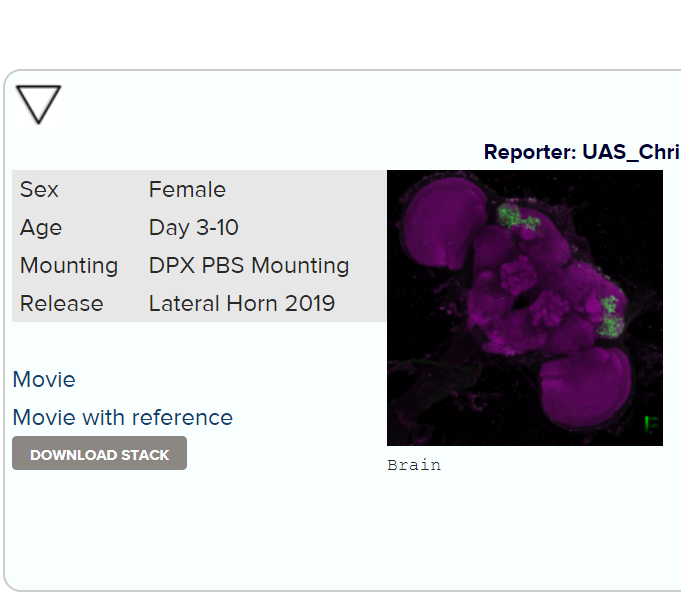 Reporter: UAS_Chri
Sex Female
Age Day 3-10
Mounting DPX PBS Mounting
Release Lateral Horn 2019
Movie
Movie with reference
DOWNLOAD STACK
Brain